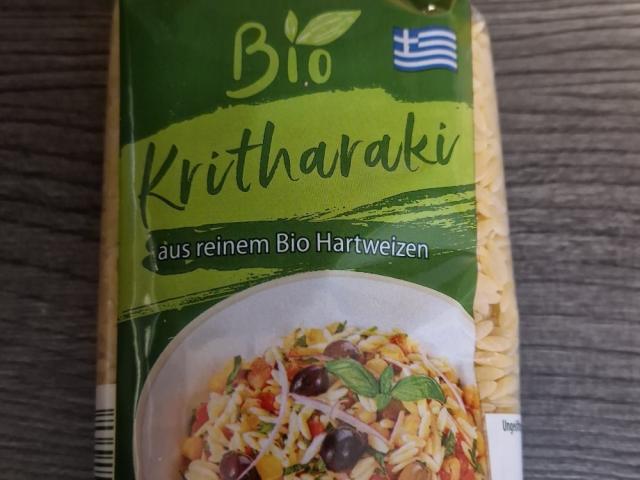 Bio
Kritharaki
aus reinem Bio Hartweizen